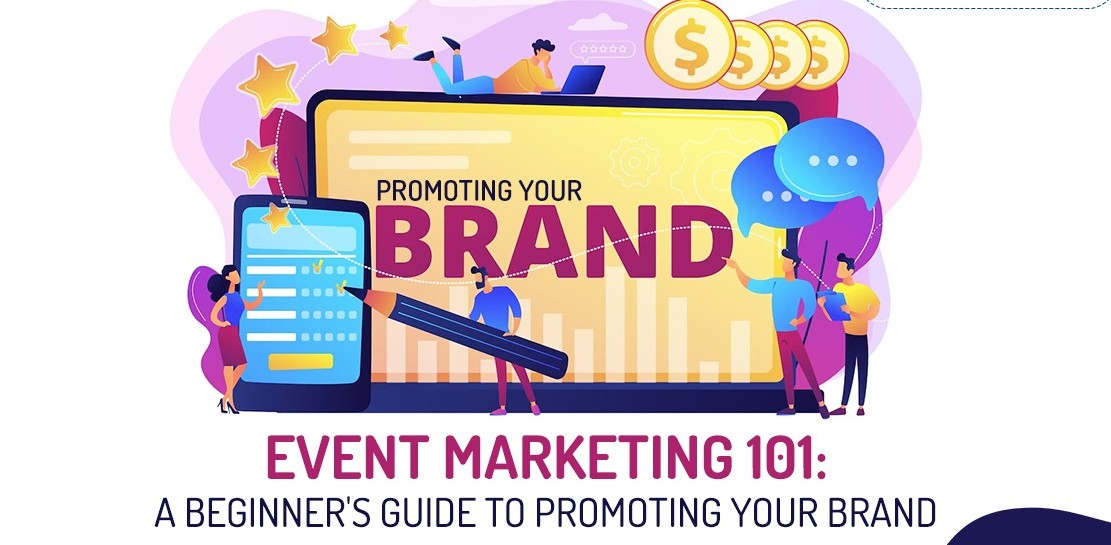 PROMOTING YOUR
BRAND
EVENT MARKETING 101:
A BEGINNER'S GUIDE TO PROMOTING YOUR BRAND